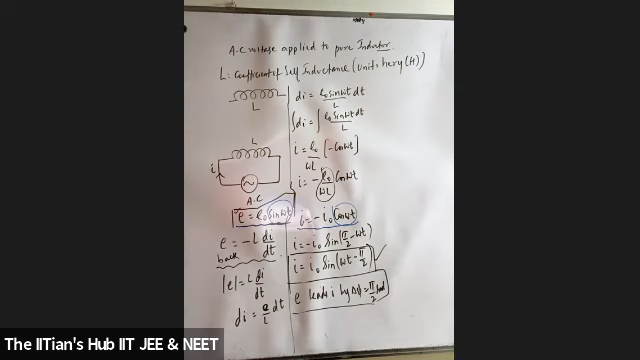 A.C voltage applied to pure Inductor.
L = Coefficient of Self Inductance (units hery (H))
L
L
i
A.C
e = e₀ sinωt
e = -L di/dt
back
|e| = L di/dt
di = e/L dt
di = e₀ sinωt dt / L
∫di = ∫ e₀ sinωt dt / L
i = e₀/ωL [-cosωt]
i = - e₀/ωL cosωt
i = -i₀ cosωt
i = -i₀ sin(π/2 - ωt)
i = i₀ sin(ωt - π/2)
e leads i by Δφ = π/2 rad
The IITian's Hub IIT JEE & NEET